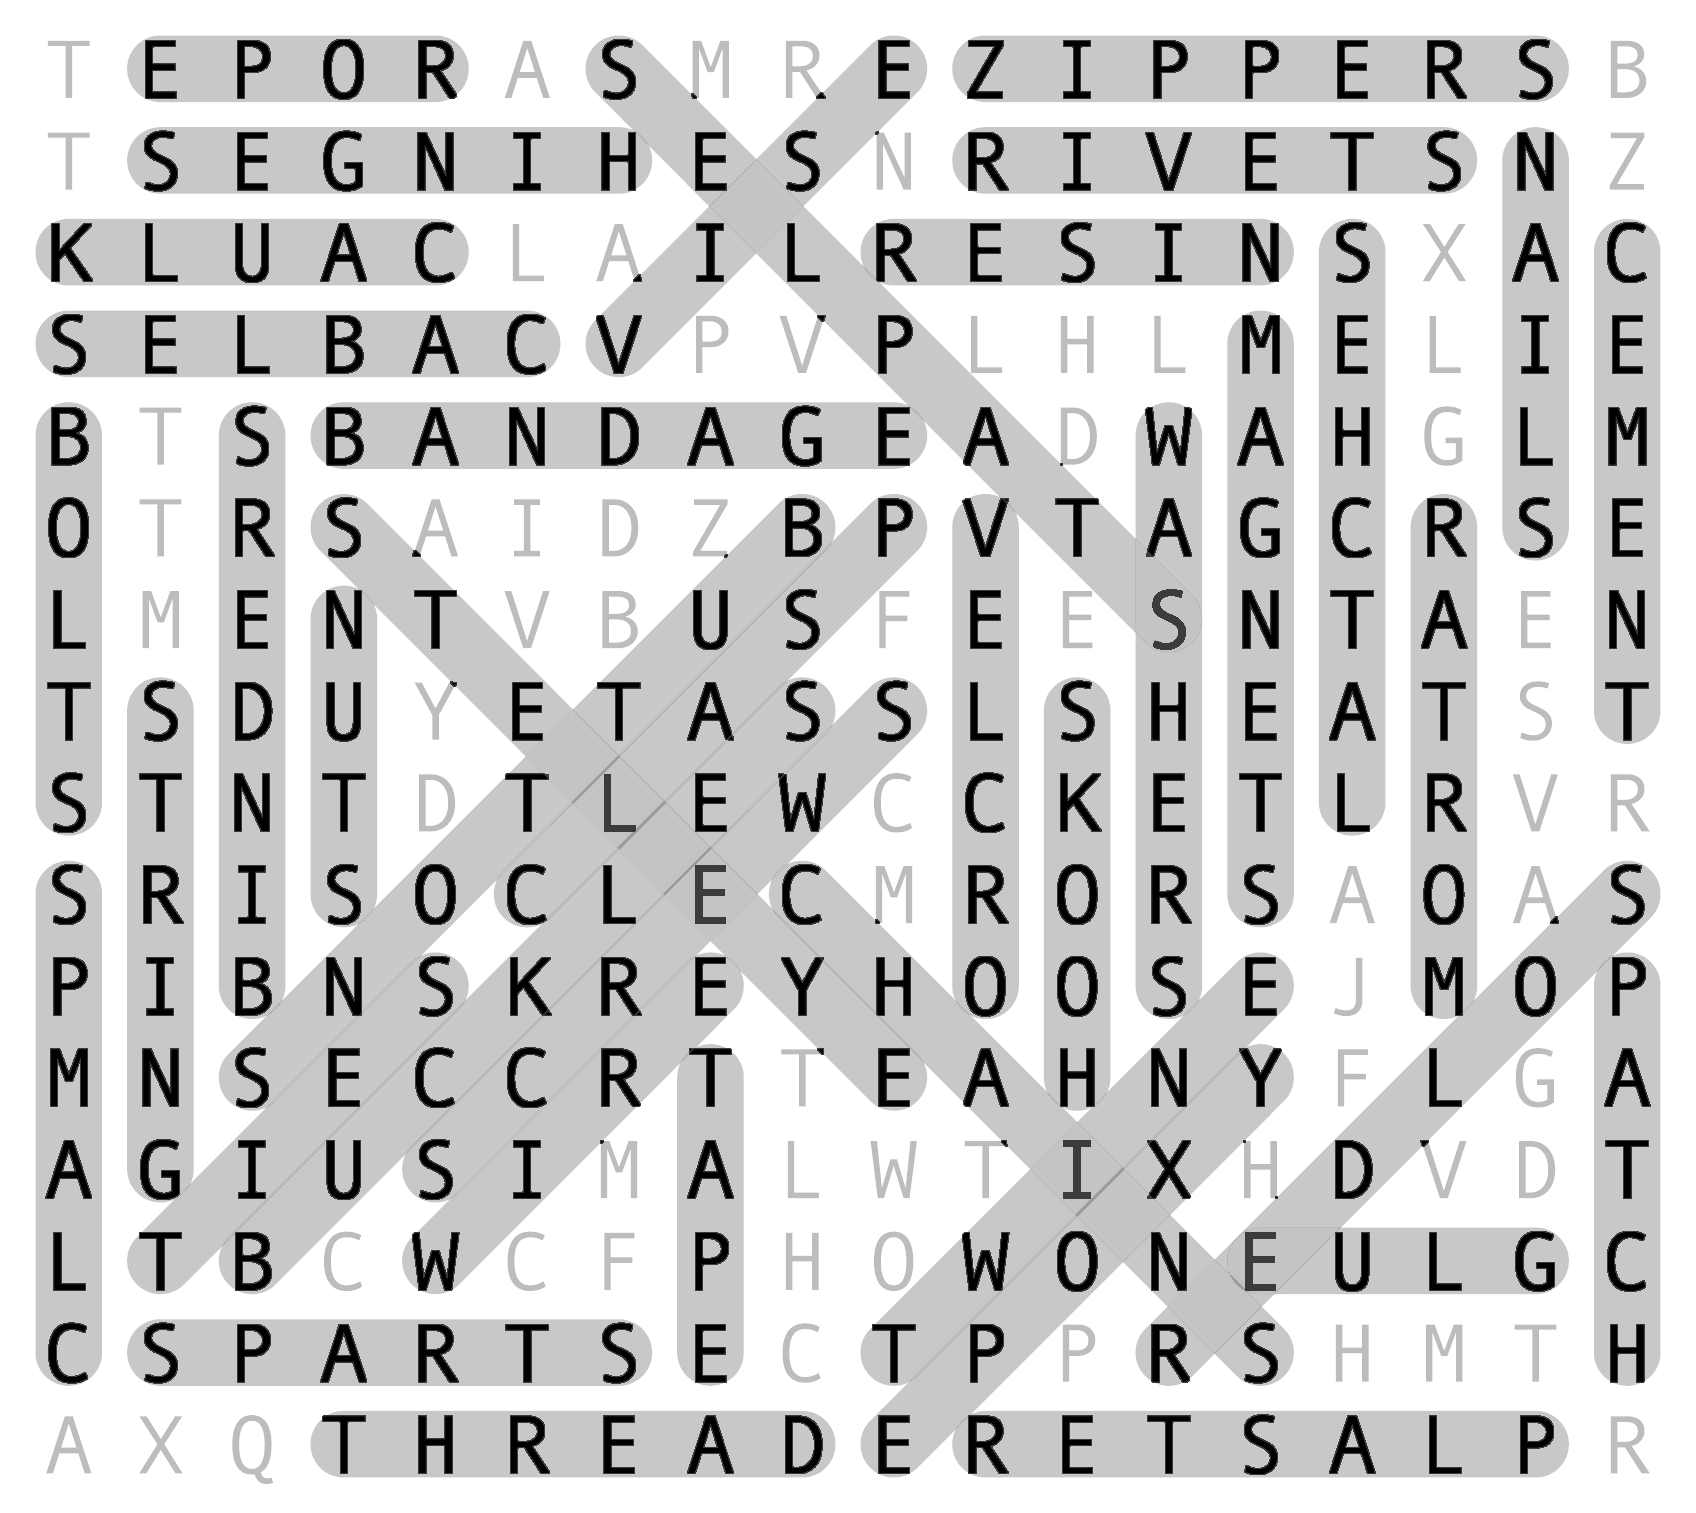 T E P O R A S M R E Z I P P E R S B
T S E G N I H E S N R I V E T S N Z
K L U A C L A I L R E S I N S X A C
S E L B A C V P V P L H L M E L I E
B T S B A N D A G E A D W A H G L M
O T R S A I D Z B P V T A G C R S E
L M E N T V B U S F E E S N T A E N
T S D U Y E T A S S L S H E A T S T
S T N T D T L E W C C K E T L R V R
S R I S O C L E C M R O R S A O A S
P I B N S K R E Y H O O S E J M O P
M N S E C C R T T E A H N Y F L G A
A G I U S I M A L W T I X H D V D T
L T B C W C F P H O W O N E U L G C
C S P A R T S E C T P P R S H M T H
A X Q T H R E A D E R E T S A L P R